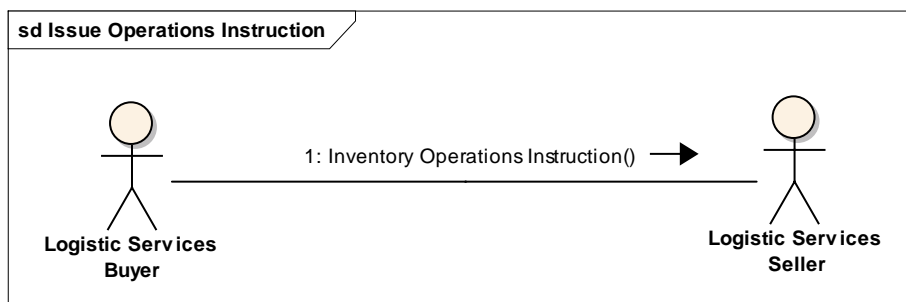 sd Issue Operations Instruction
1: Inventory Operations Instruction()
Logistic Services
Buyer
Logistic Services
Seller